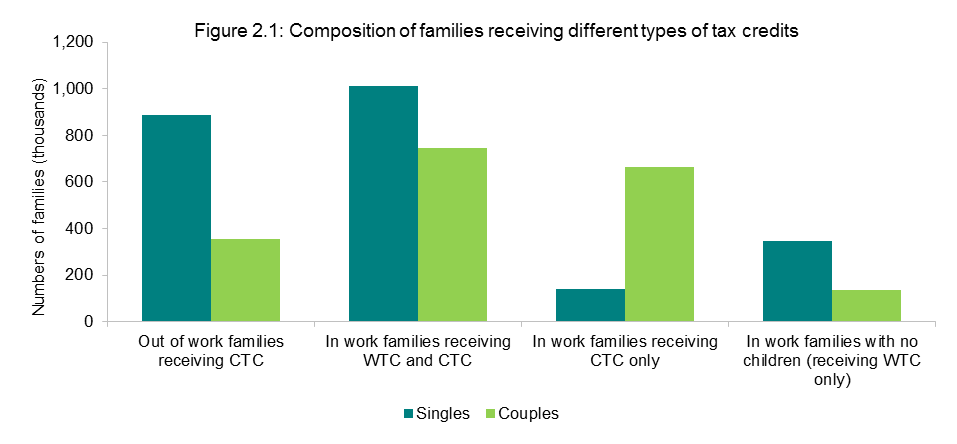 Figure 2.1: Composition of families receiving different types of tax credits
Numbers of families (thousands)
1,200
1,000
800
600
400
200
0
Out of work families
receiving CTC
In work families receiving
WTC and CTC
In work families receiving
CTC only
In work families with no
children (receiving WTC
only)
Singles
Couples